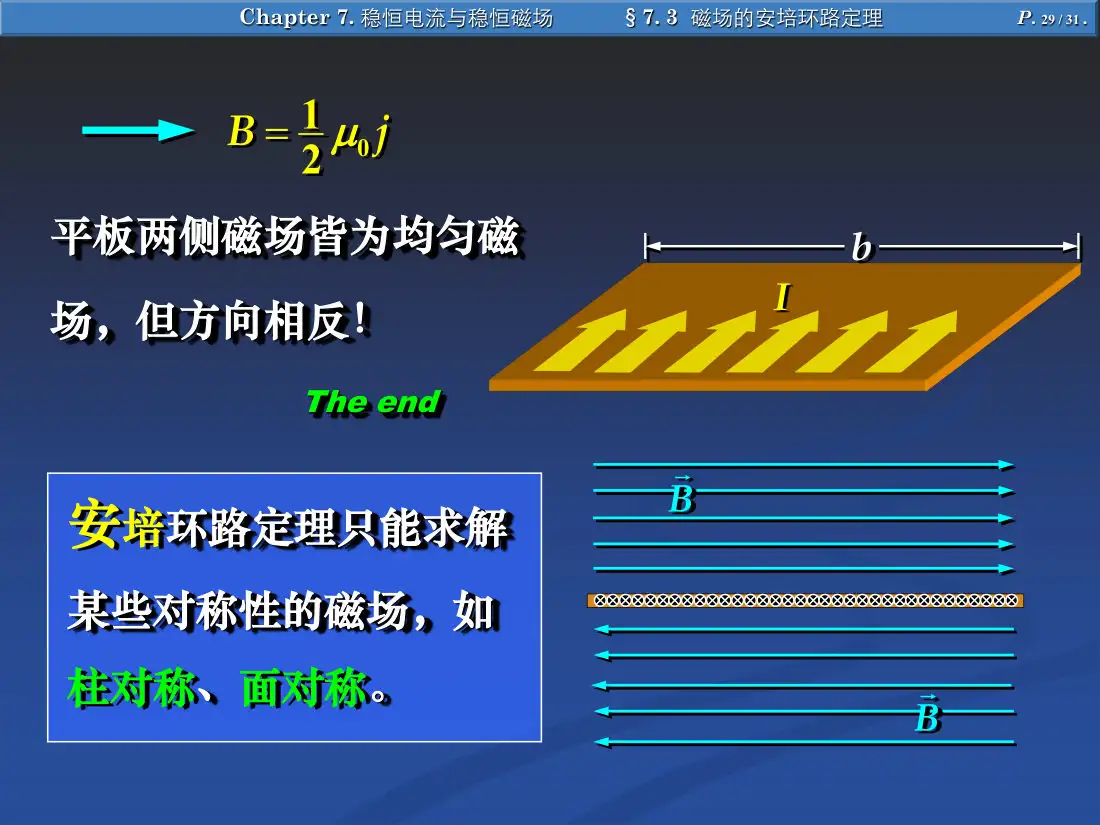 Chapter 7. 稳恒电流与稳恒磁场 § 7. 3 磁场的安培环路定理 P. 29 / 31 .
B = 1/2 μ₀ j
平板两侧磁场皆为均匀磁
场，但方向相反！
b
I
The end
B⃗
安培环路定理只能求解
某些对称性的磁场，如
柱对称、面对称。
B⃗